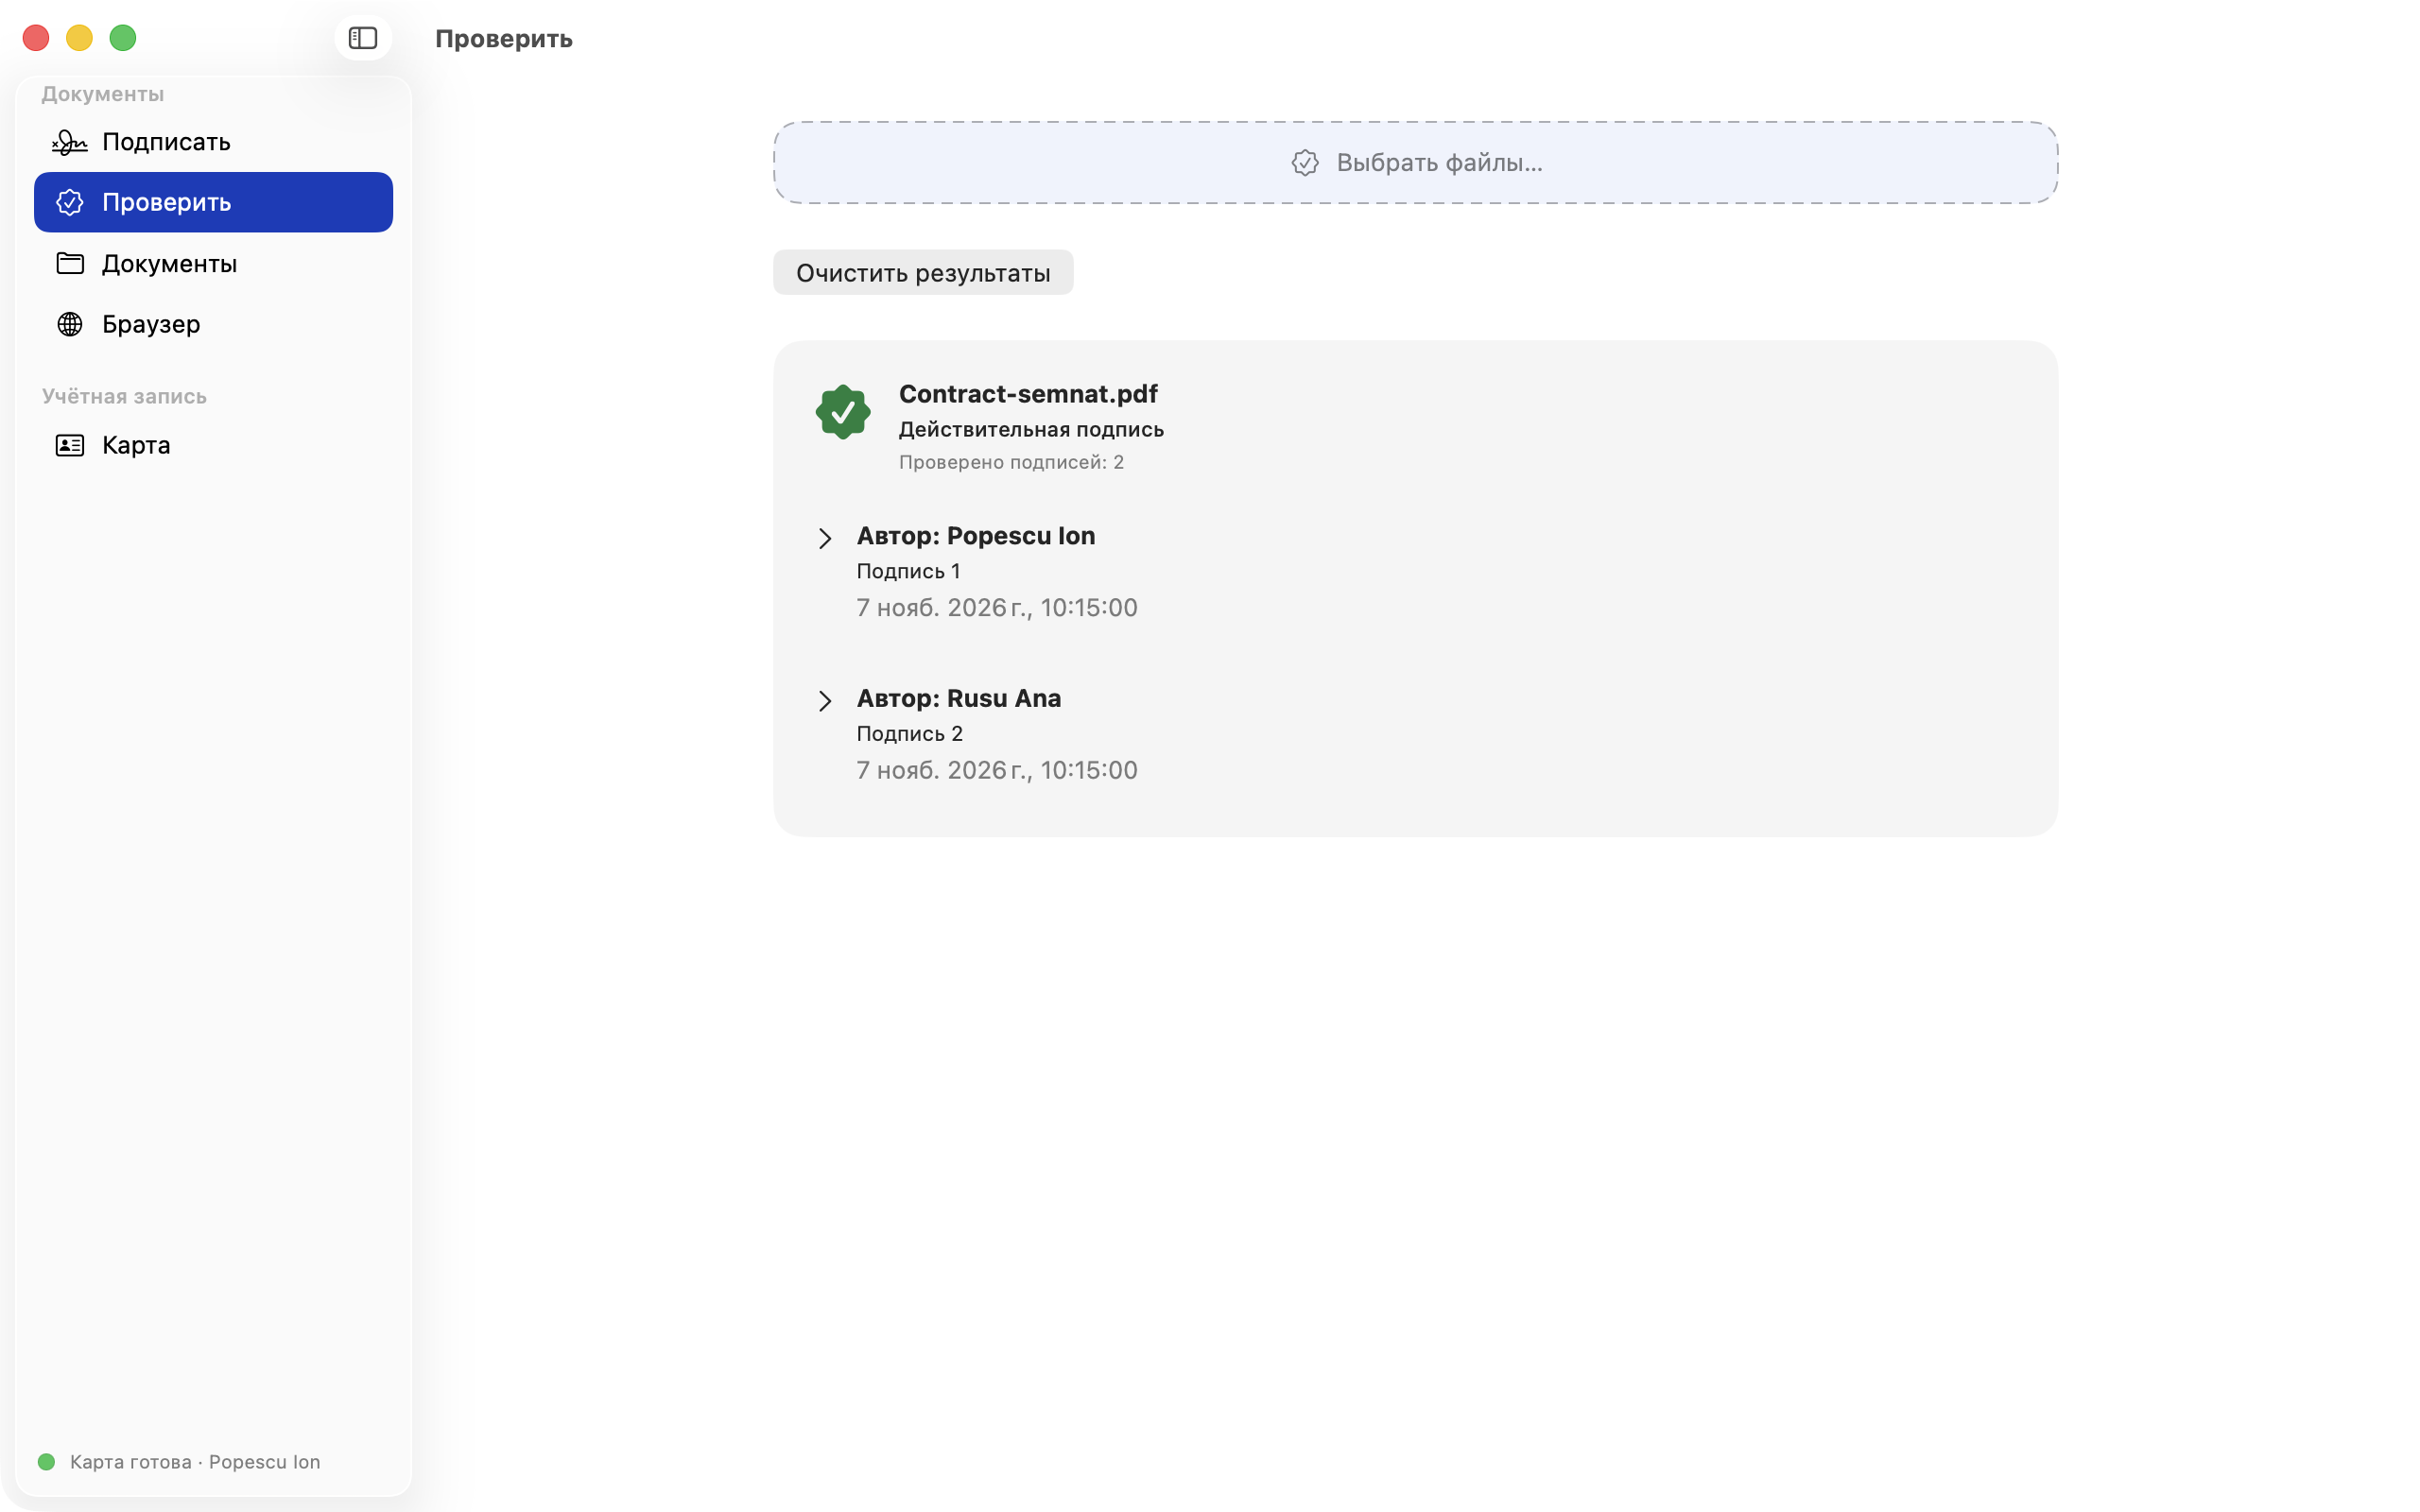 Проверить
Документы
Подписать
Проверить
Документы
Браузер
Учётная запись
Карта
Карта готова · Popescu Ion
Выбрать файлы...
Очистить результаты
Contract-semnat.pdf
Действительная подпись
Проверено подписей: 2
Автор: Popescu Ion
Подпись 1
7 нояб. 2026 г., 10:15:00
Автор: Rusu Ana
Подпись 2
7 нояб. 2026 г., 10:15:00